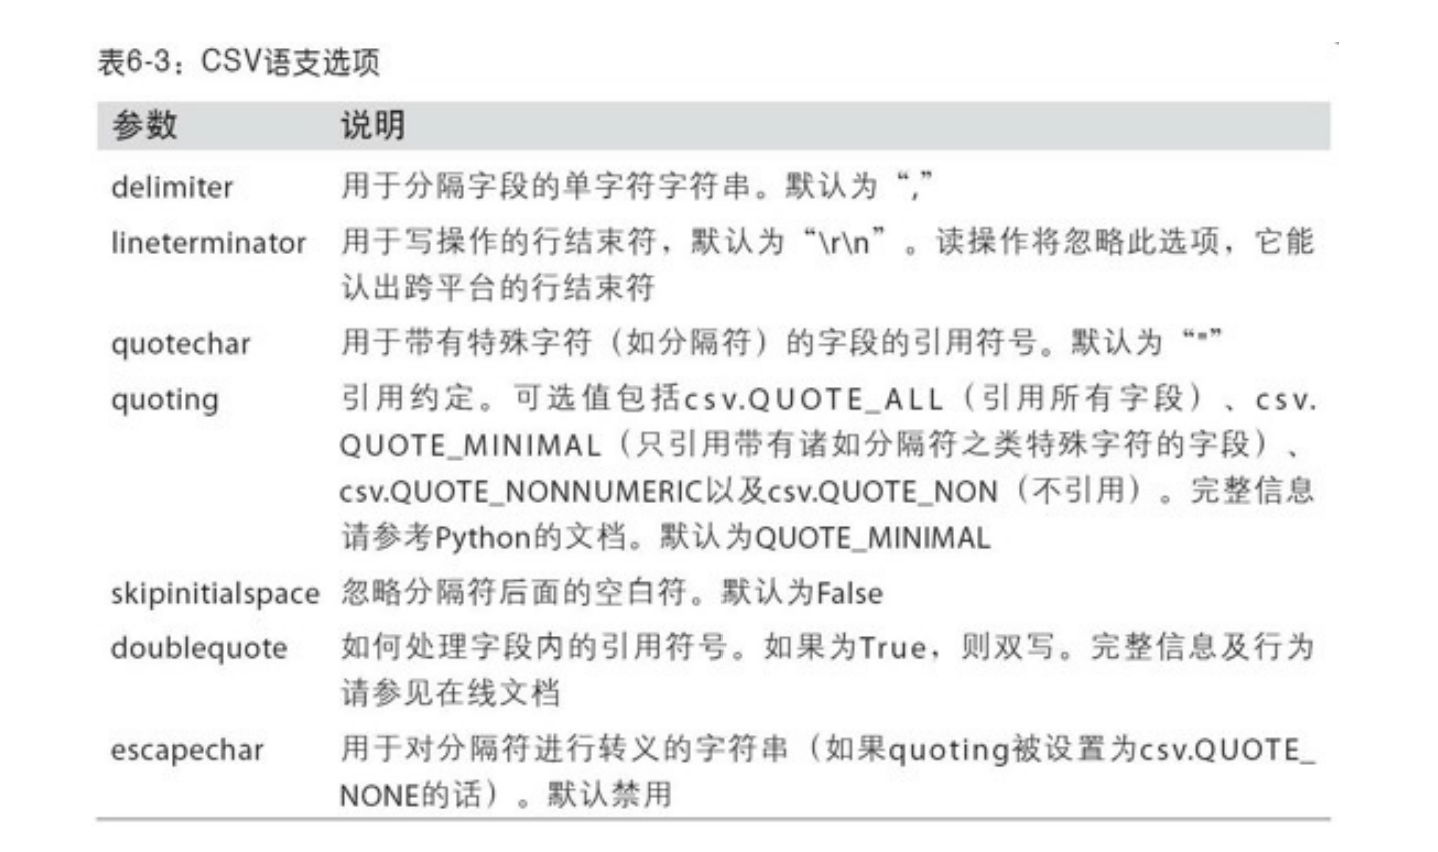 表6-3：CSV语支选项
参数 说明
delimiter 用于分隔字段的单字符字符串。默认为“,”
lineterminator 用于写操作的行结束符，默认为“\r\n”。读操作将忽略此选项，它能
认出跨平台的行结束符
quotechar 用于带有特殊字符（如分隔符）的字段的引用符号。默认为“"”
quoting 引用约定。可选值包括csv.QUOTE_ALL（引用所有字段）、csv.
QUOTE_MINIMAL（只引用带有诸如分隔符之类特殊字符的字段）、
csv.QUOTE_NONNUMERIC以及csv.QUOTE_NON（不引用）。完整信息
请参考Python的文档。默认为QUOTE_MINIMAL
skipinitialspace 忽略分隔符后面的空白符。默认为False
doublequote 如何处理字段内的引用符号。如果为True，则双写。完整信息及行为
请参见在线文档
escapechar 用于对分隔符进行转义的字符串（如果quoting被设置为csv.QUOTE_
NONE的话）。默认禁用